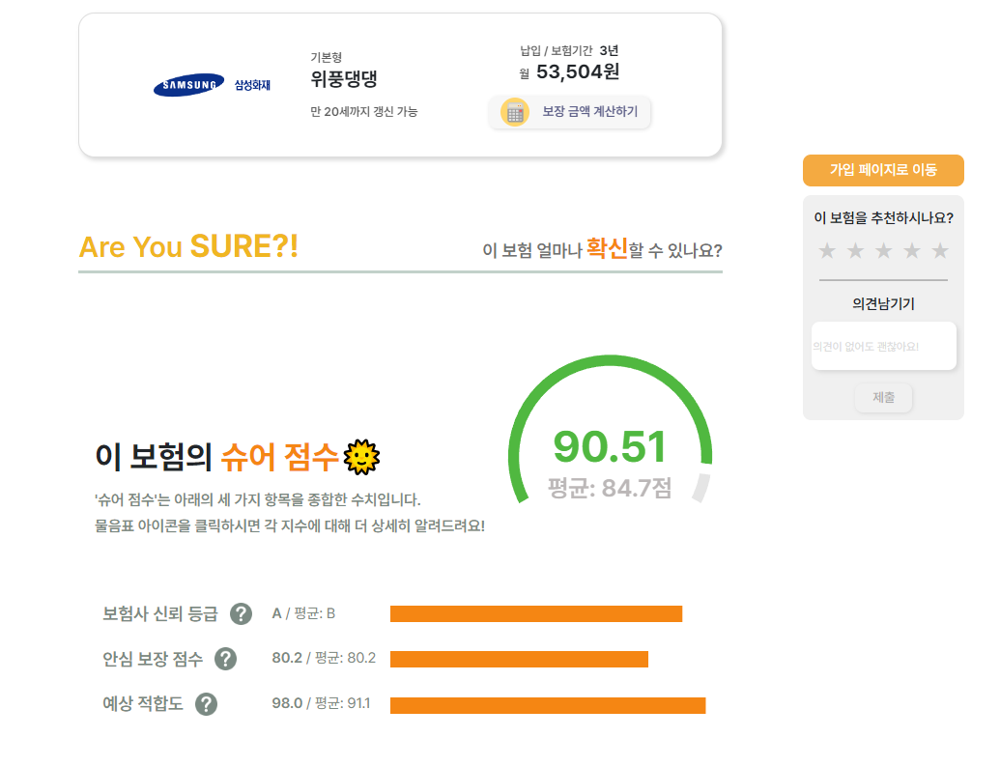 SAMSUNG 삼성화재
기본형
위풍댕댕
만 20세까지 갱신 가능
납입 / 보험기간 3년
월 53,504원
보장 금액 계산하기
가입 페이지로 이동
이 보험을 추천하시나요?
★ ★ ★ ★ ★
의견남기기
의견이 없어도 괜찮아요!
제출
Are You SURE?!
이 보험 얼마나 확신할 수 있나요?
이 보험의 슈어 점수
'슈어 점수'는 아래의 세 가지 항목을 종합한 수치입니다.
물음표 아이콘을 클릭하시면 각 지수에 대해 더 상세히 알려드려요!
90.51
평균: 84.7점
보험사 신뢰 등급 ? A / 평균: B
안심 보장 점수 ? 80.2 / 평균: 80.2
예상 적합도 ? 98.0 / 평균: 91.1